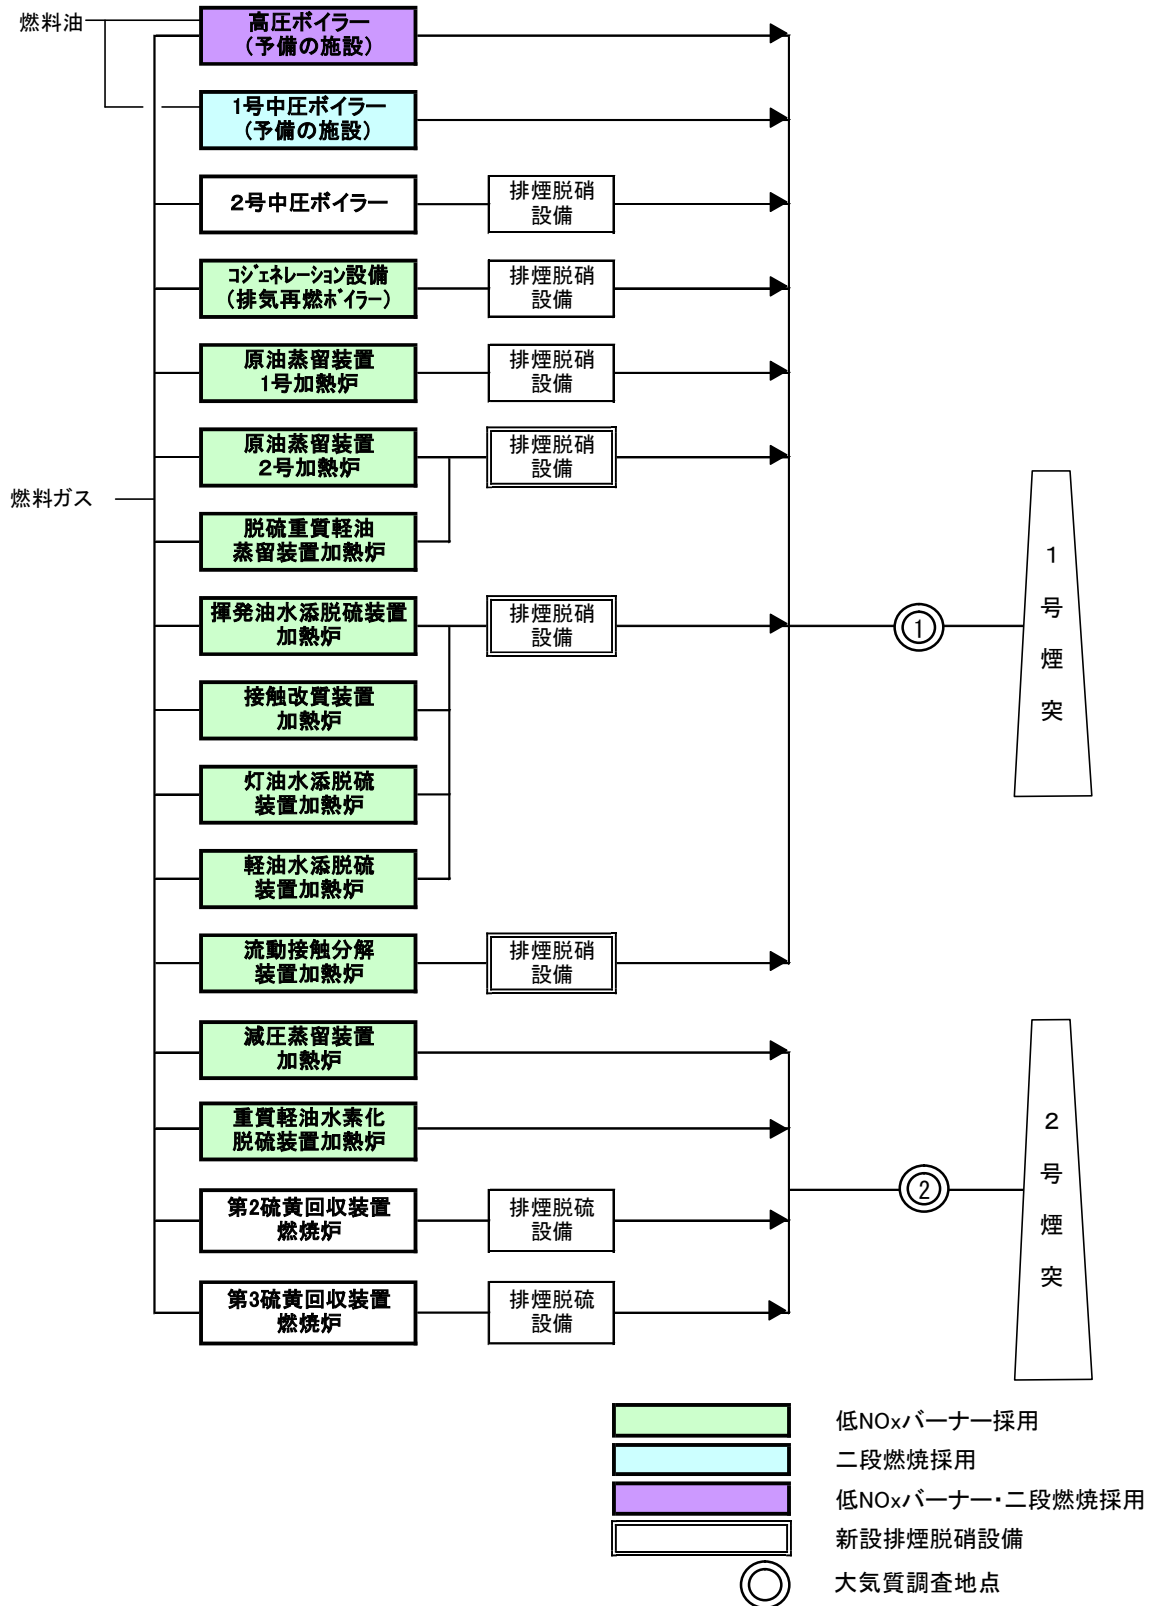 燃料油
高圧ボイラー
（予備の施設）
1号中圧ボイラー
（予備の施設）
2号中圧ボイラー
排煙脱硝
設備
コジェネレーション設備
（排気再燃ボイラー）
排煙脱硝
設備
原油蒸留装置
1号加熱炉
排煙脱硝
設備
原油蒸留装置
2号加熱炉
排煙脱硝
設備
燃料ガス
脱硫重質軽油
蒸留装置加熱炉
揮発油水添脱硫装置
加熱炉
排煙脱硝
設備
接触改質装置
加熱炉
灯油水添脱硫
装置加熱炉
軽油水添脱硫
装置加熱炉
流動接触分解
装置加熱炉
排煙脱硝
設備
①
1
号
煙
突
減圧蒸留装置
加熱炉
重質軽油水素化
脱硫装置加熱炉
第2硫黄回収装置
燃焼炉
排煙脱硫
設備
第3硫黄回収装置
燃焼炉
排煙脱硫
設備
②
2
号
煙
突
低NOxバーナー採用
二段燃焼採用
低NOxバーナー・二段燃焼採用
新設排煙脱硝設備
大気質調査地点